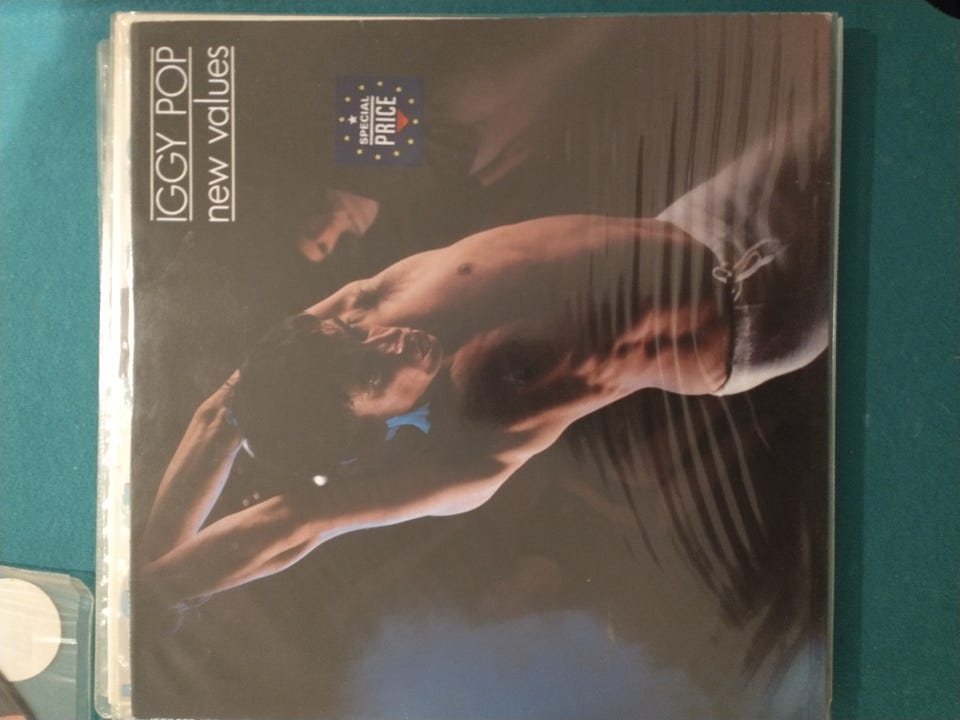 IGGY POP
new values
SPECIAL
PRICE